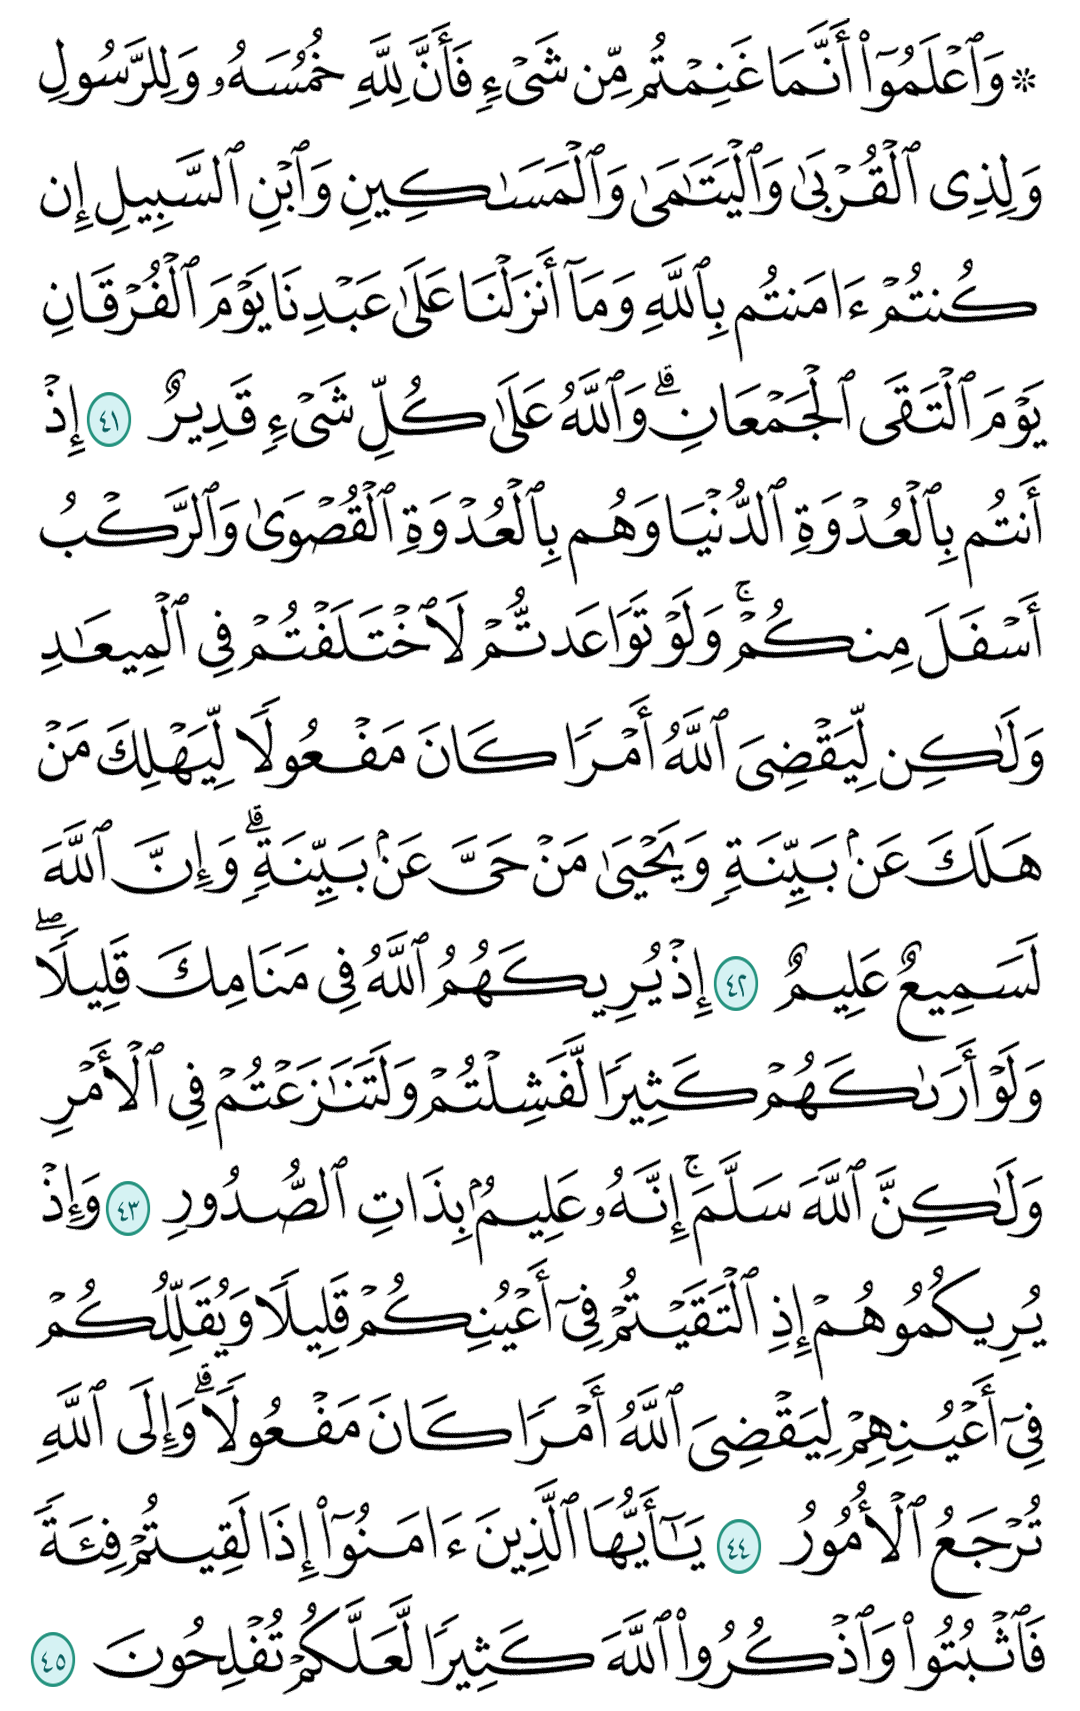 ۞ وَٱعۡلَمُوٓاْ أَنَّمَا غَنِمۡتُم مِّن شَيۡءٖ فَأَنَّ لِلَّهِ خُمُسَهُۥ وَلِلرَّسُولِ
وَلِذِي ٱلۡقُرۡبَىٰ وَٱلۡيَتَٰمَىٰ وَٱلۡمَسَٰكِينِ وَٱبۡنِ ٱلسَّبِيلِ إِن
كُنتُمۡ ءَامَنتُم بِٱللَّهِ وَمَآ أَنزَلۡنَا عَلَىٰ عَبۡدِنَا يَوۡمَ ٱلۡفُرۡقَانِ
يَوۡمَ ٱلۡتَقَى ٱلۡجَمۡعَانِۗ وَٱللَّهُ عَلَىٰ كُلِّ شَيۡءٖ قَدِيرٌ ٤١ إِذۡ
أَنتُم بِٱلۡعُدۡوَةِ ٱلدُّنۡيَا وَهُم بِٱلۡعُدۡوَةِ ٱلۡقُصۡوَىٰ وَٱلرَّكۡبُ
أَسۡفَلَ مِنكُمۡۚ وَلَوۡ تَوَاعَدتُّمۡ لَٱخۡتَلَفۡتُمۡ فِي ٱلۡمِيعَٰدِ
وَلَٰكِن لِّيَقۡضِيَ ٱللَّهُ أَمۡرٗا كَانَ مَفۡعُولٗا لِّيَهۡلِكَ مَنۡ
هَلَكَ عَنۢ بَيِّنَةٖ وَيَحۡيَىٰ مَنۡ حَيَّ عَنۢ بَيِّنَةٖۗ وَإِنَّ ٱللَّهَ
لَسَمِيعٌ عَلِيمٌ ٤٢ إِذۡ يُرِيكَهُمُ ٱللَّهُ فِي مَنَامِكَ قَلِيلٗاۖ
وَلَوۡ أَرَىٰكَهُمۡ كَثِيرٗا لَّفَشِلۡتُمۡ وَلَتَنَٰزَعۡتُمۡ فِي ٱلۡأَمۡرِ
وَلَٰكِنَّ ٱللَّهَ سَلَّمَۚ إِنَّهُۥ عَلِيمُۢ بِذَاتِ ٱلصُّدُورِ ٤٣ وَإِذۡ
يُرِيكُمُوهُمۡ إِذِ ٱلۡتَقَيۡتُمۡ فِيٓ أَعۡيُنِكُمۡ قَلِيلٗا وَيُقَلِّلُكُمۡ
فِيٓ أَعۡيُنِهِمۡ لِيَقۡضِيَ ٱللَّهُ أَمۡرٗا كَانَ مَفۡعُولٗاۗ وَإِلَى ٱللَّهِ
تُرۡجَعُ ٱلۡأُمُورُ ٤٤ يَٰٓأَيُّهَا ٱلَّذِينَ ءَامَنُوٓاْ إِذَا لَقِيتُمۡ فِئَةٗ
فَٱثۡبُتُواْ وَٱذۡكُرُواْ ٱللَّهَ كَثِيرٗا لَّعَلَّكُمۡ تُفۡلِحُونَ ٤٥